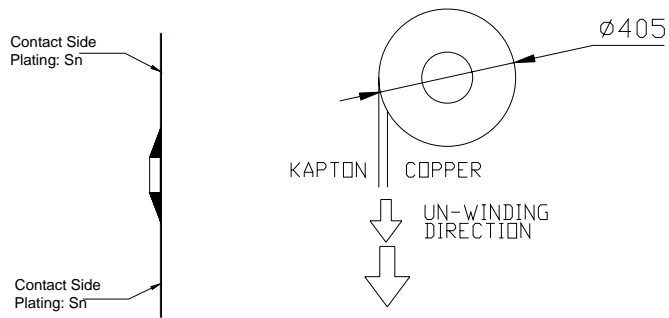 Contact Side
Plating: Sn
Ø405
KAPTON COPPER
UN-WINDING
DIRECTION
Contact Side
Plating: Sn